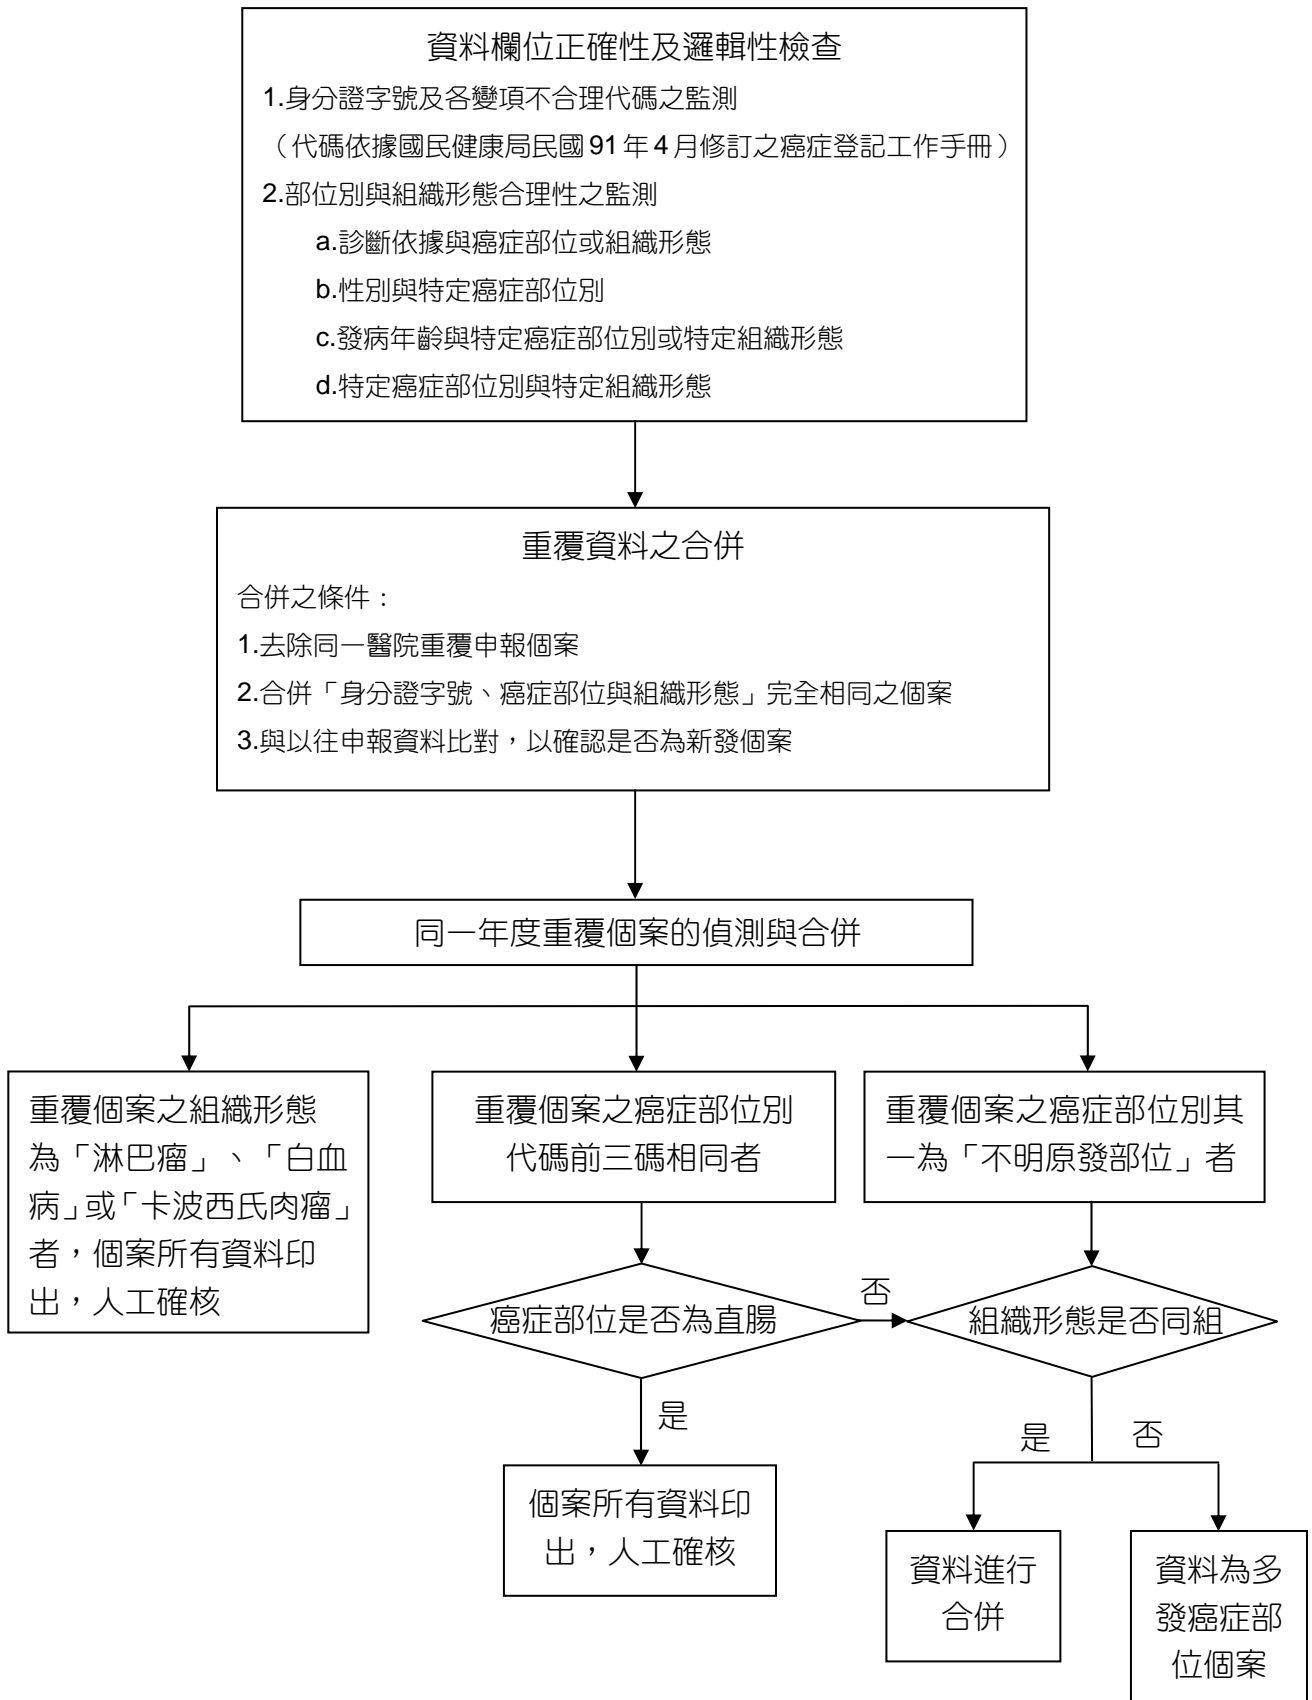 資料欄位正確性及邏輯性檢查
1.身分證字號及各變項不合理代碼之監測
（代碼依據國民健康局民國91年4月修訂之癌症登記工作手冊）
2.部位別與組織形態合理性之監測
a.診斷依據與癌症部位或組織形態
b.性別與特定癌症部位別
c.發病年齡與特定癌症部位別或特定組織形態
d.特定癌症部位別與特定組織形態
重覆資料之合併
合併之條件：
1.去除同一醫院重覆申報個案
2.合併「身分證字號、癌症部位與組織形態」完全相同之個案
3.與以往申報資料比對，以確認是否為新發個案
同一年度重覆個案的偵測與合併
重覆個案之組織形態
為「淋巴瘤」、「白血
病」或「卡波西氏肉瘤」
者，個案所有資料印
出，人工確核
重覆個案之癌症部位別
代碼前三碼相同者
重覆個案之癌症部位別其
一為「不明原發部位」者
癌症部位是否為直腸
否
組織形態是否同組
是
個案所有資料印
出，人工確核
是
否
資料進行
合併
資料為多
發癌症部
位個案